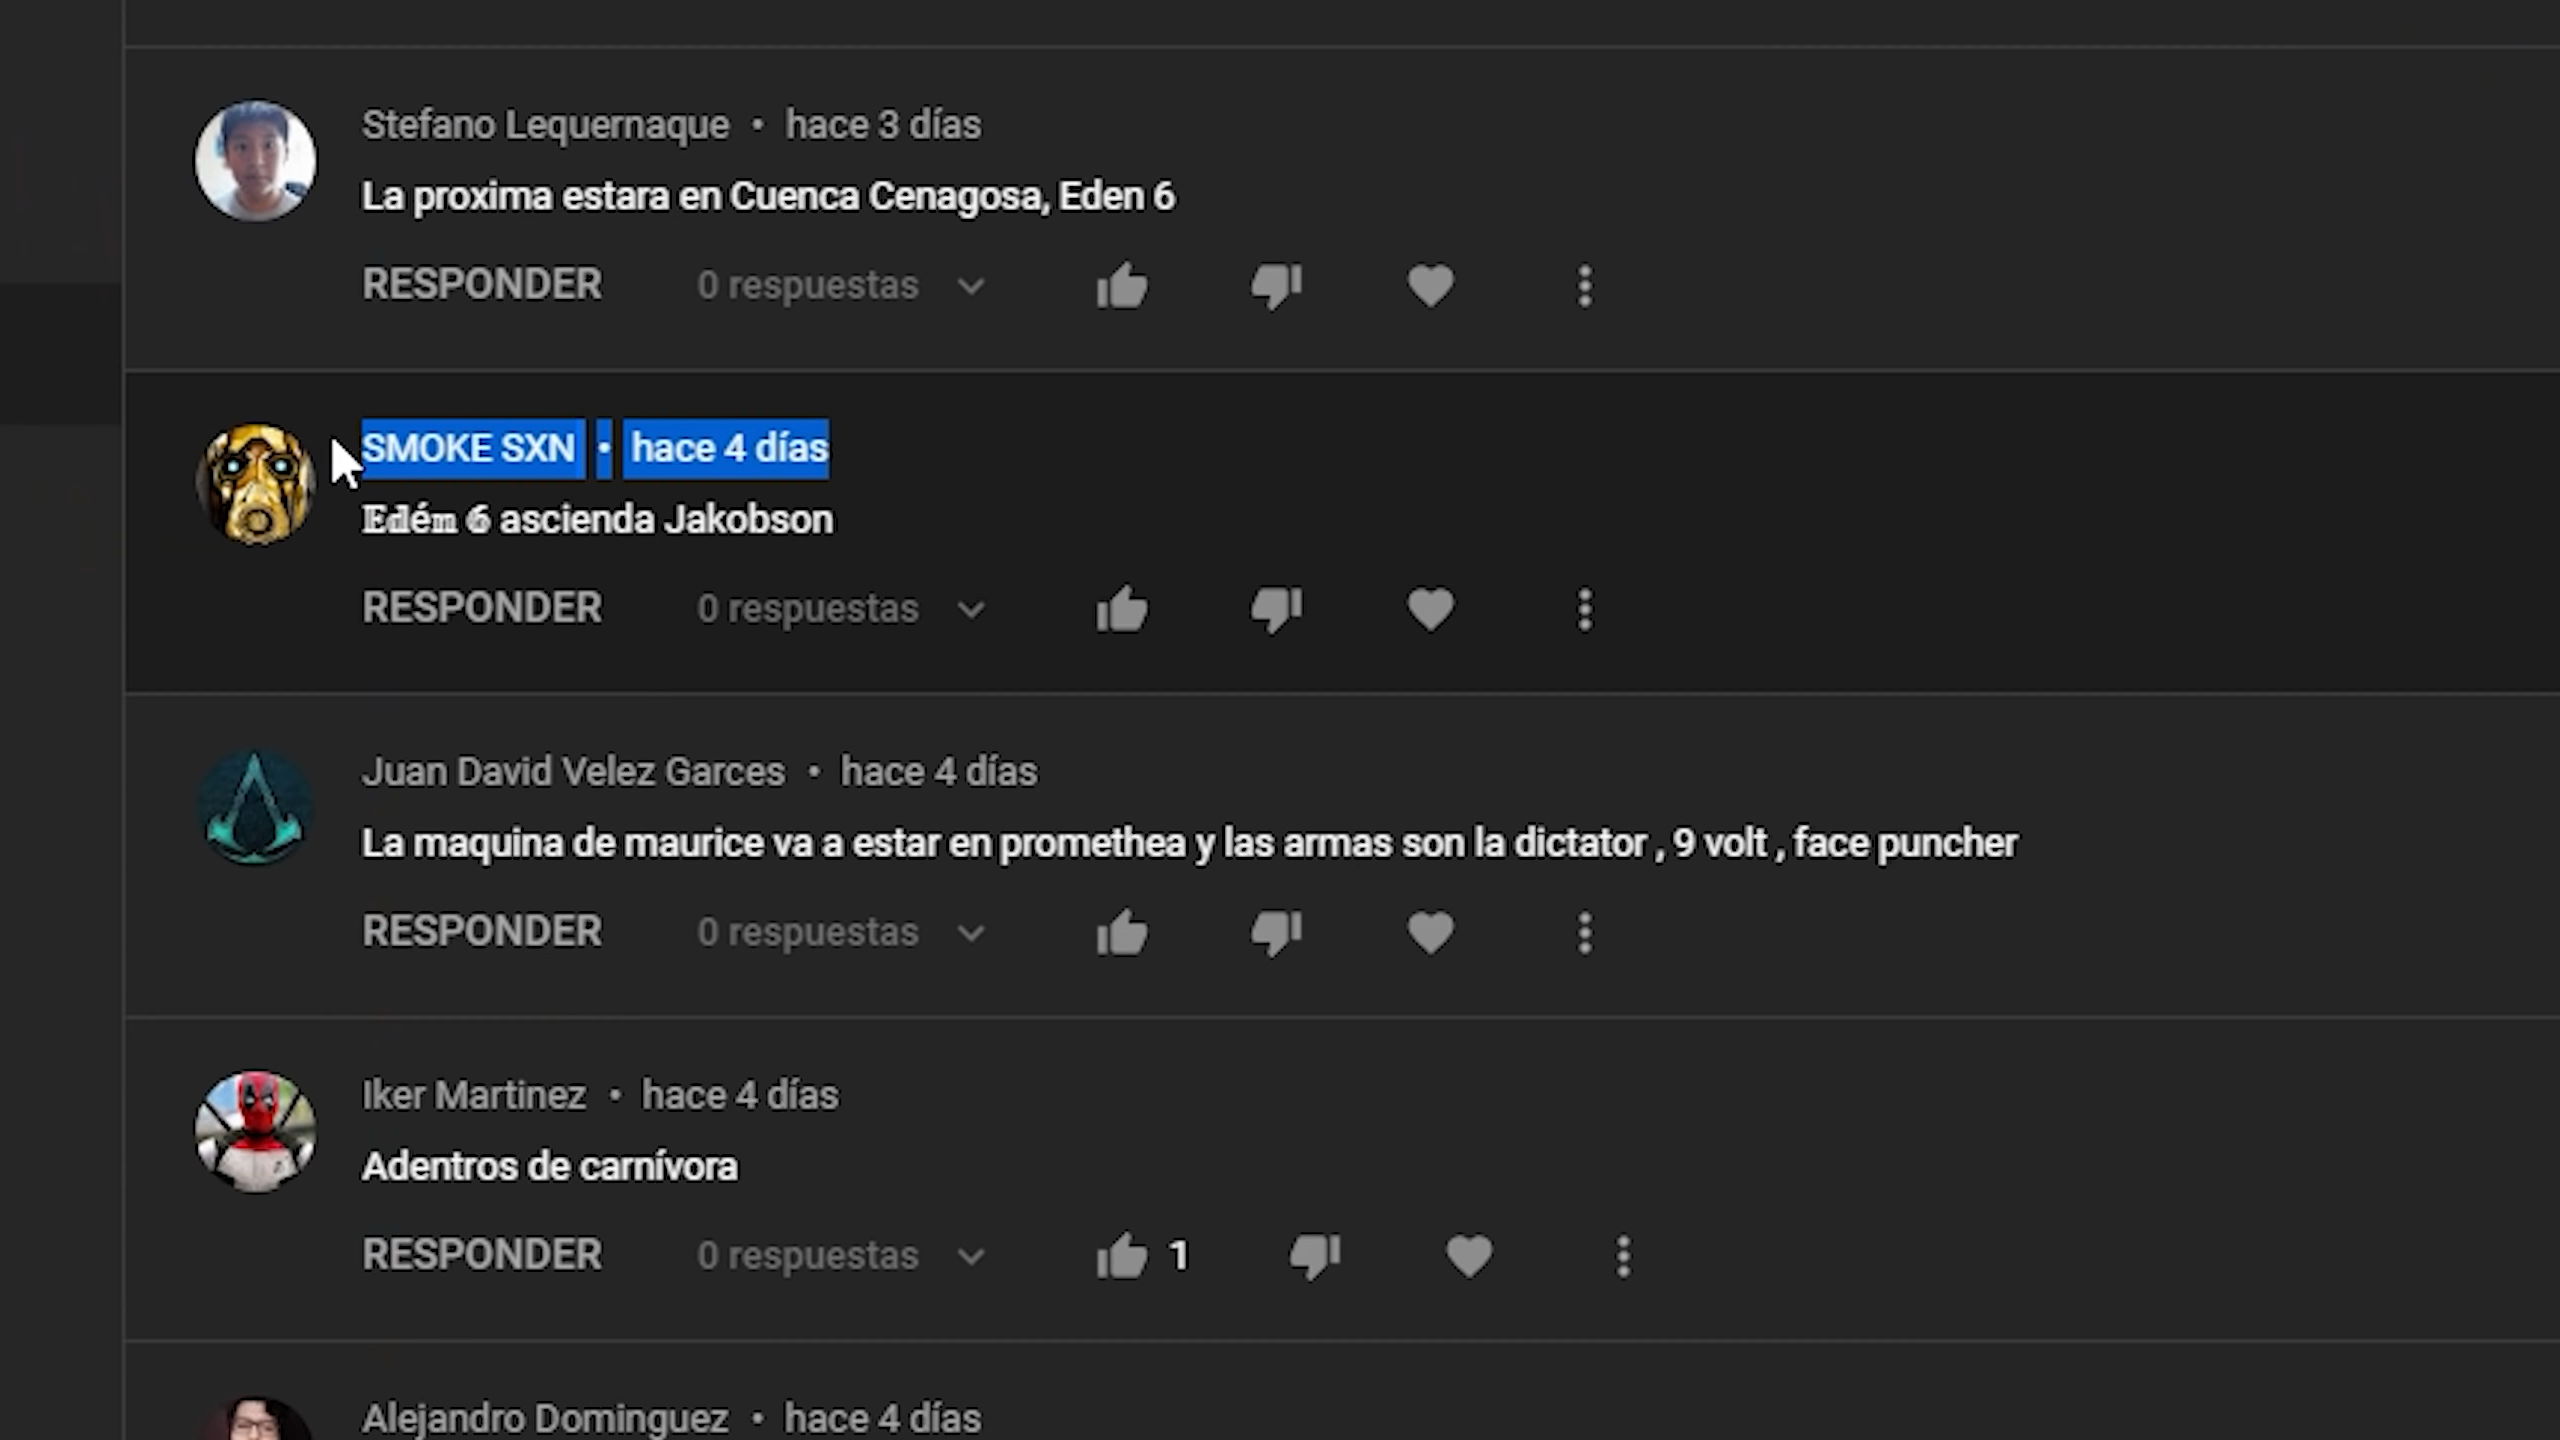 Stefano Lequernaque • hace 3 días
La proxima estara en Cuenca Cenagosa, Eden 6
RESPONDER 0 respuestas
SMOKE SXN • hace 4 días
𝔼𝕕é𝕞 𝟞 ascienda Jakobson
RESPONDER 0 respuestas
Juan David Velez Garces • hace 4 días
La maquina de maurice va a estar en promethea y las armas son la dictator , 9 volt , face puncher
RESPONDER 0 respuestas
Iker Martinez • hace 4 días
Adentros de carnívora
RESPONDER 0 respuestas 1
Alejandro Dominguez • hace 4 días